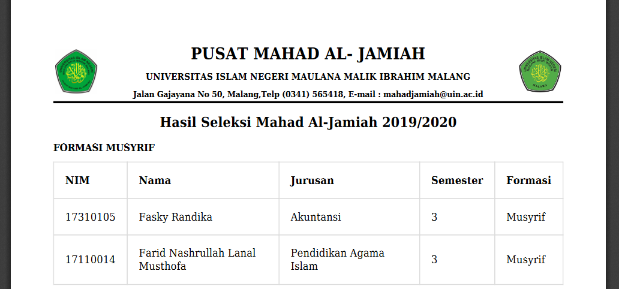 PUSAT MAHAD AL- JAMIAH
UNIVERSITAS ISLAM NEGERI MAULANA MALIK IBRAHIM MALANG
Jalan Gajayana No 50, Malang,Telp (0341) 565418, E-mail : mahadjamiah@uin.ac.id
Hasil Seleksi Mahad Al-Jamiah 2019/2020
FORMASI MUSYRIF
NIM Nama Jurusan Semester Formasi
17310105 Fasky Randika Akuntansi 3 Musyrif
17110014 Farid Nashrullah Lanal Musthofa Pendidikan Agama Islam 3 Musyrif